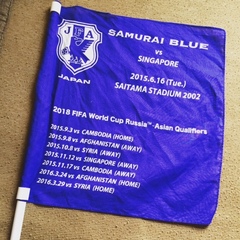 JFA
JAPAN
SAMURAI BLUE
vs
SINGAPORE
2015.6.16 (Tue.)
SAITAMA STADIUM 2002
2018 FIFA World Cup Russia™ Asian Qualifiers
2015.9.3 vs CAMBODIA (HOME)
2015.9.8 vs AFGHANISTAN (AWAY)
2015.10.8 vs SYRIA (AWAY)
2015.11.12 vs SINGAPORE (AWAY)
2015.11.17 vs CAMBODIA (AWAY)
2016.3.24 vs AFGHANISTAN (HOME)
2016.3.29 vs SYRIA (HOME)